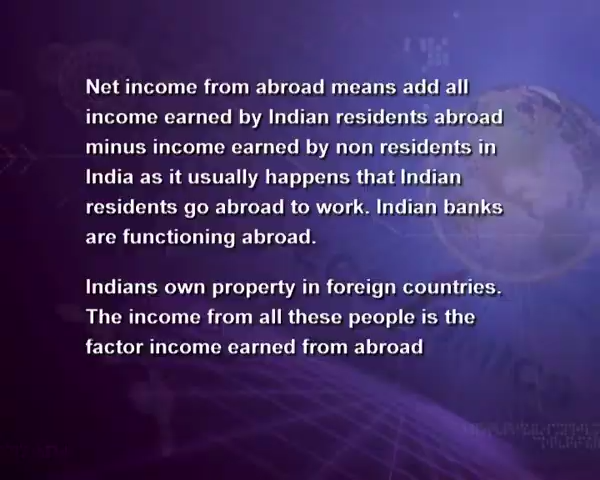 Net income from abroad means add all
income earned by Indian residents abroad
minus income earned by non residents in
India as it usually happens that Indian
residents go abroad to work. Indian banks
are functioning abroad.
Indians own property in foreign countries.
The income from all these people is the
factor income earned from abroad